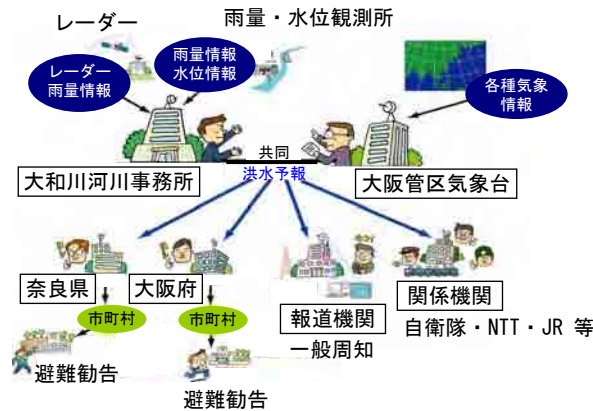 レーダー
雨量・水位観測所
レーダー
雨量情報
雨量情報
水位情報
各種気象
情報
共同
洪水予報
大和川河川事務所
大阪管区気象台
奈良県
大阪府
報道機関
関係機関
市町村
市町村
一般周知
自衛隊・NTT・JR 等
避難勧告
避難勧告